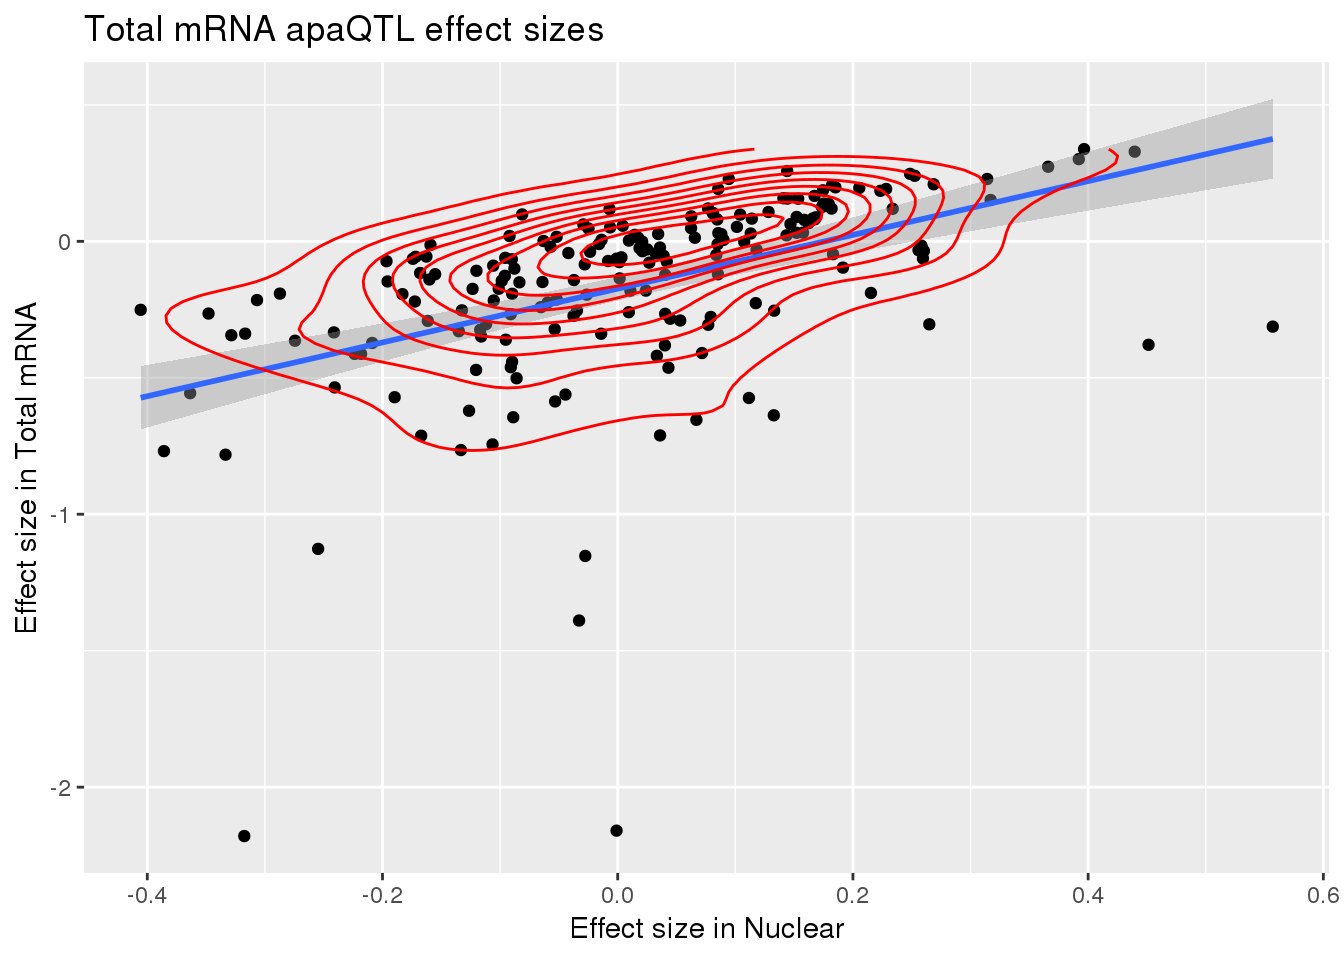 Total mRNA apaQTL effect sizes
Effect size in Total mRNA
0
-1
-2
-0.4 -0.2 0.0 0.2 0.4 0.6
Effect size in Nuclear